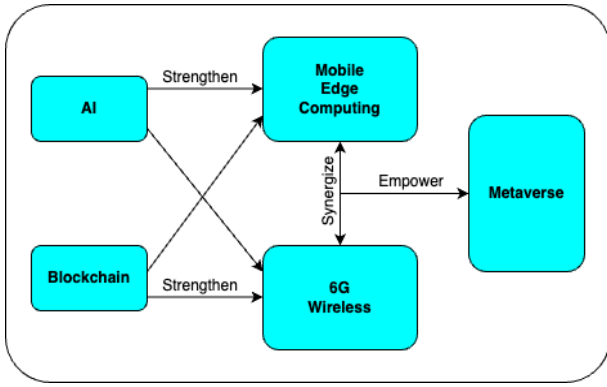 Strengthen
Mobile
Edge
Computing
AI
Synergize
Empower
Metaverse
Blockchain
Strengthen
6G
Wireless